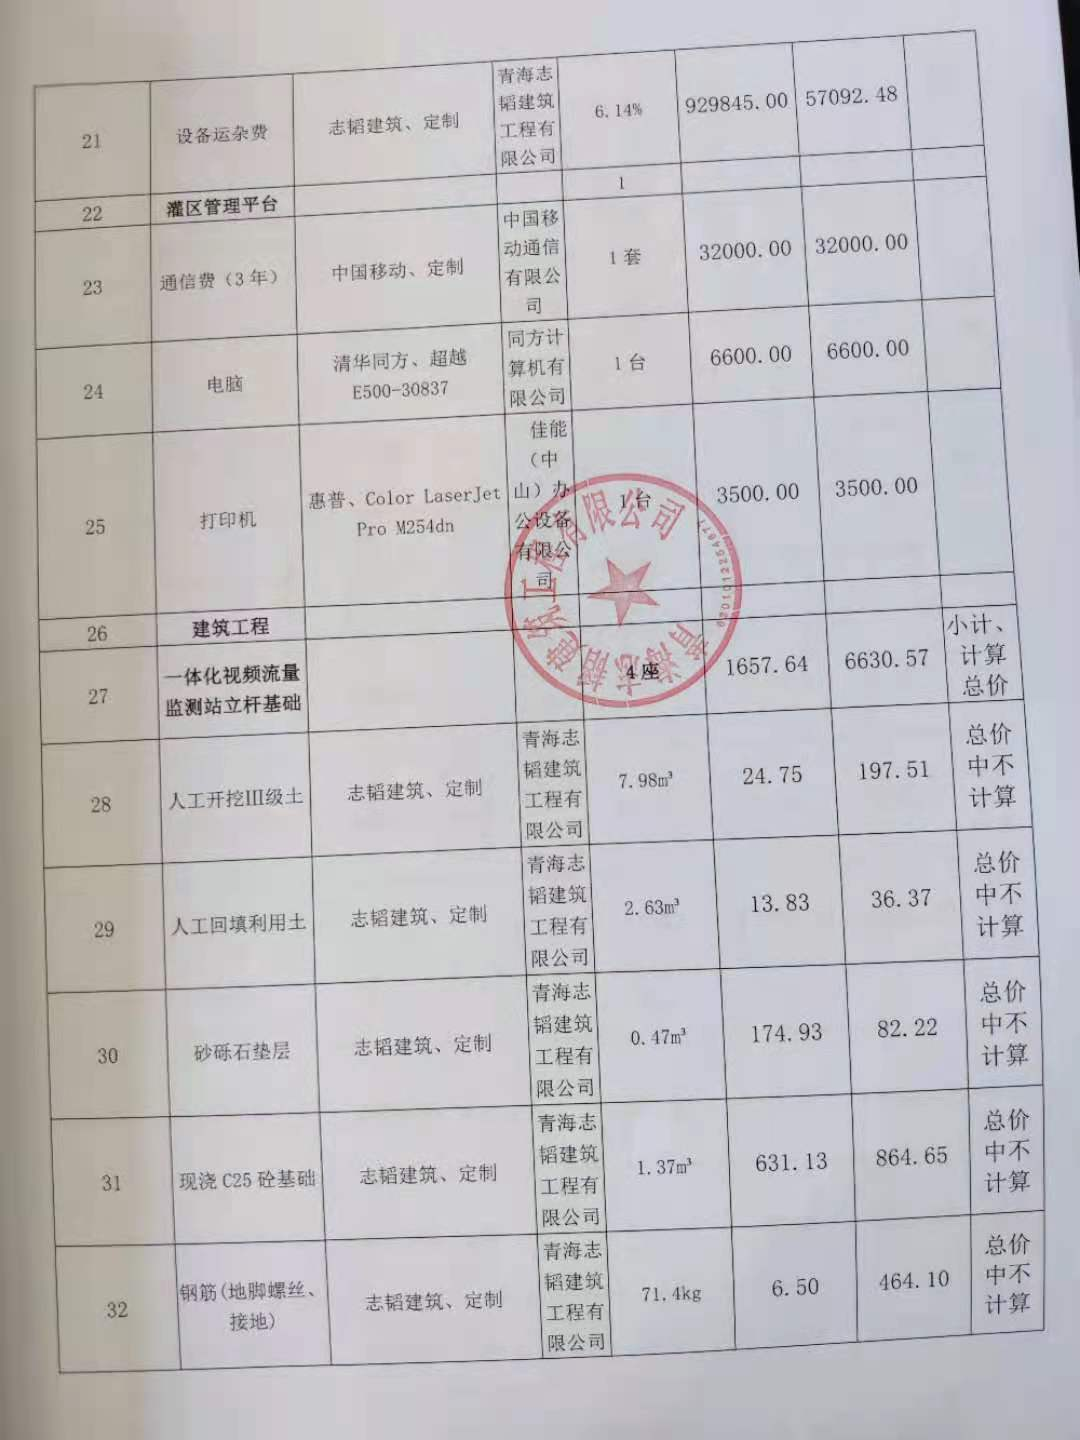 21 设备运杂费 志韬建筑、定制 青海志韬建筑工程有限公司 6.14% 929845.00 57092.48
22 灌区管理平台 1
23 通信费（3年） 中国移动、定制 中国移动通信有限公司 1套 32000.00 32000.00
24 电脑 清华同方、超越E500-30837 同方计算机有限公司 1台 6600.00 6600.00
25 打印机 惠普、Color LaserJet Pro M254dn 佳能（中山）办公设备有限公司 1台 3500.00 3500.00
26 建筑工程
27 一体化视频流量监测站立杆基础 4座 1657.64 6630.57 小计、计算总价
28 人工开挖Ⅲ级土 志韬建筑、定制 青海志韬建筑工程有限公司 7.98m³ 24.75 197.51 总价中不计算
29 人工回填利用土 志韬建筑、定制 青海志韬建筑工程有限公司 2.63m³ 13.83 36.37 总价中不计算
30 砂砾石垫层 志韬建筑、定制 青海志韬建筑工程有限公司 0.47m³ 174.93 82.22 总价中不计算
31 现浇C25砼基础 志韬建筑、定制 青海志韬建筑工程有限公司 1.37m³ 631.13 864.65 总价中不计算
32 钢筋(地脚螺丝、接地) 志韬建筑、定制 青海志韬建筑工程有限公司 71.4kg 6.50 464.10 总价中不计算
青海志韬建筑工程有限公司